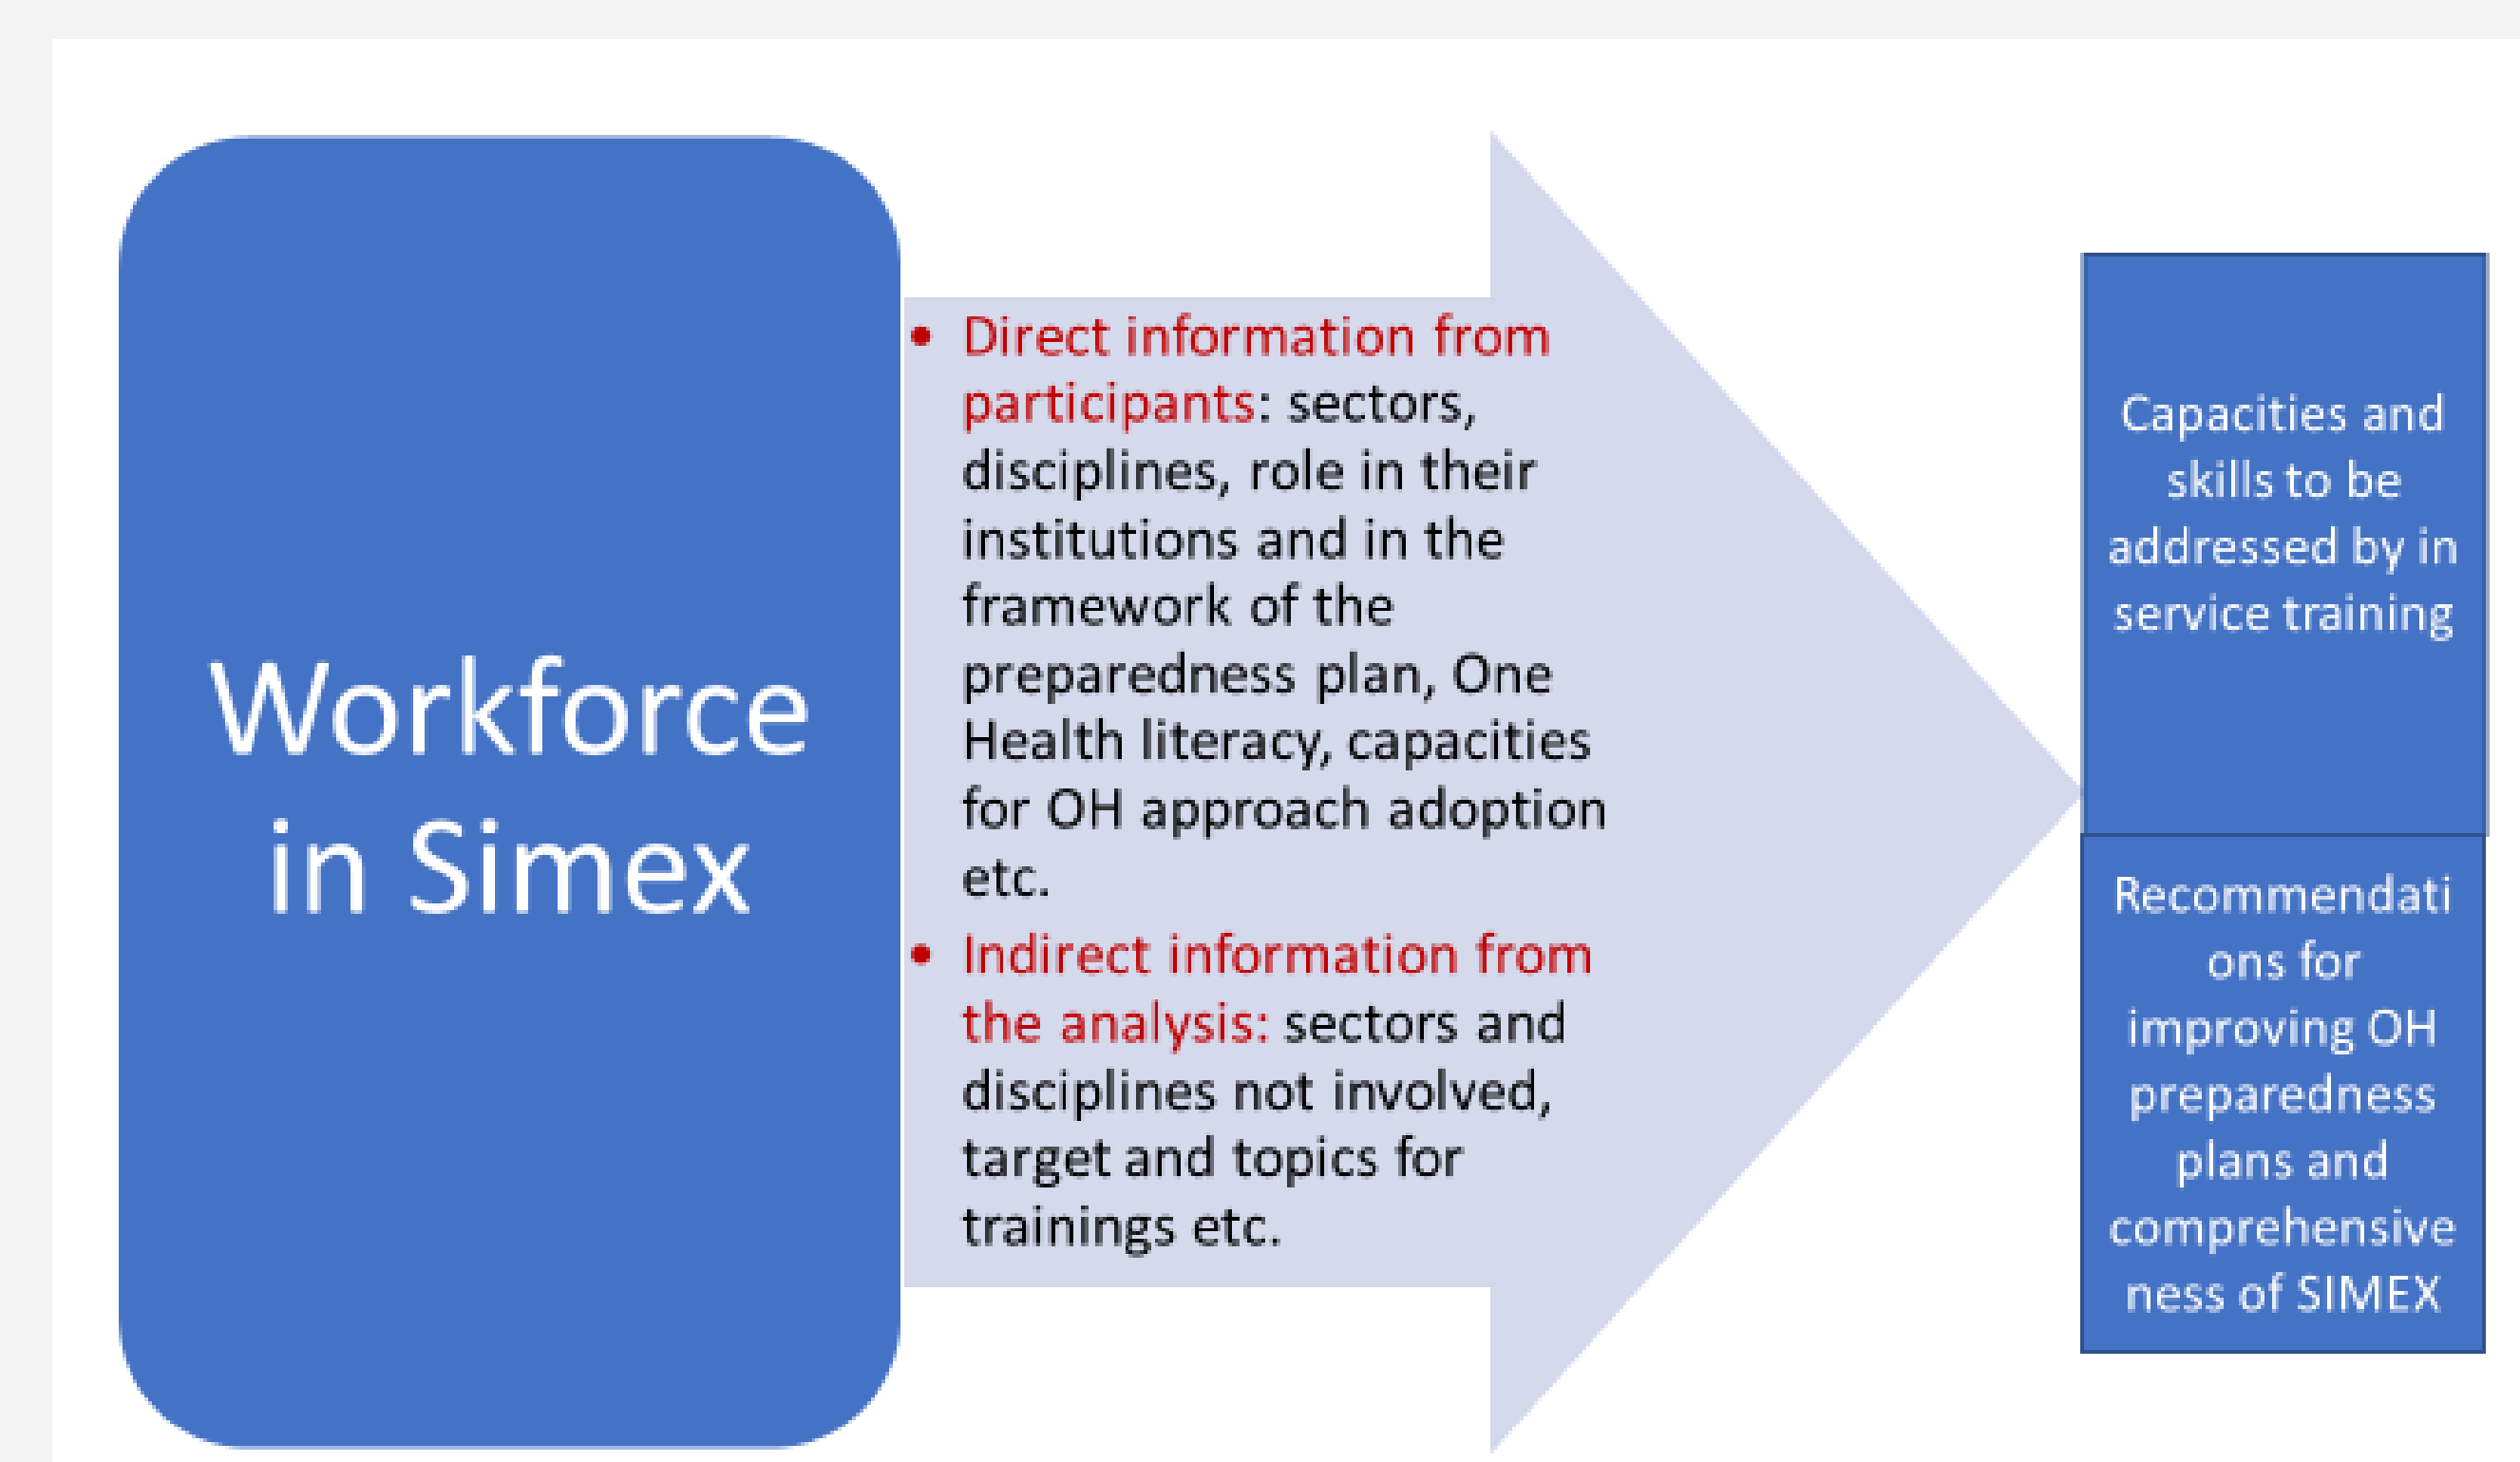 Workforce
in Simex
• Direct information from
participants: sectors,
disciplines, role in their
institutions and in the
framework of the
preparedness plan, One
Health literacy, capacities
for OH approach adoption
etc.
• Indirect information from
the analysis: sectors and
disciplines not involved,
target and topics for
trainings etc.
Capacities and
skills to be
addressed by in
service training
Recommendati
ons for
improving OH
preparedness
plans and
comprehensive
ness of SIMEX